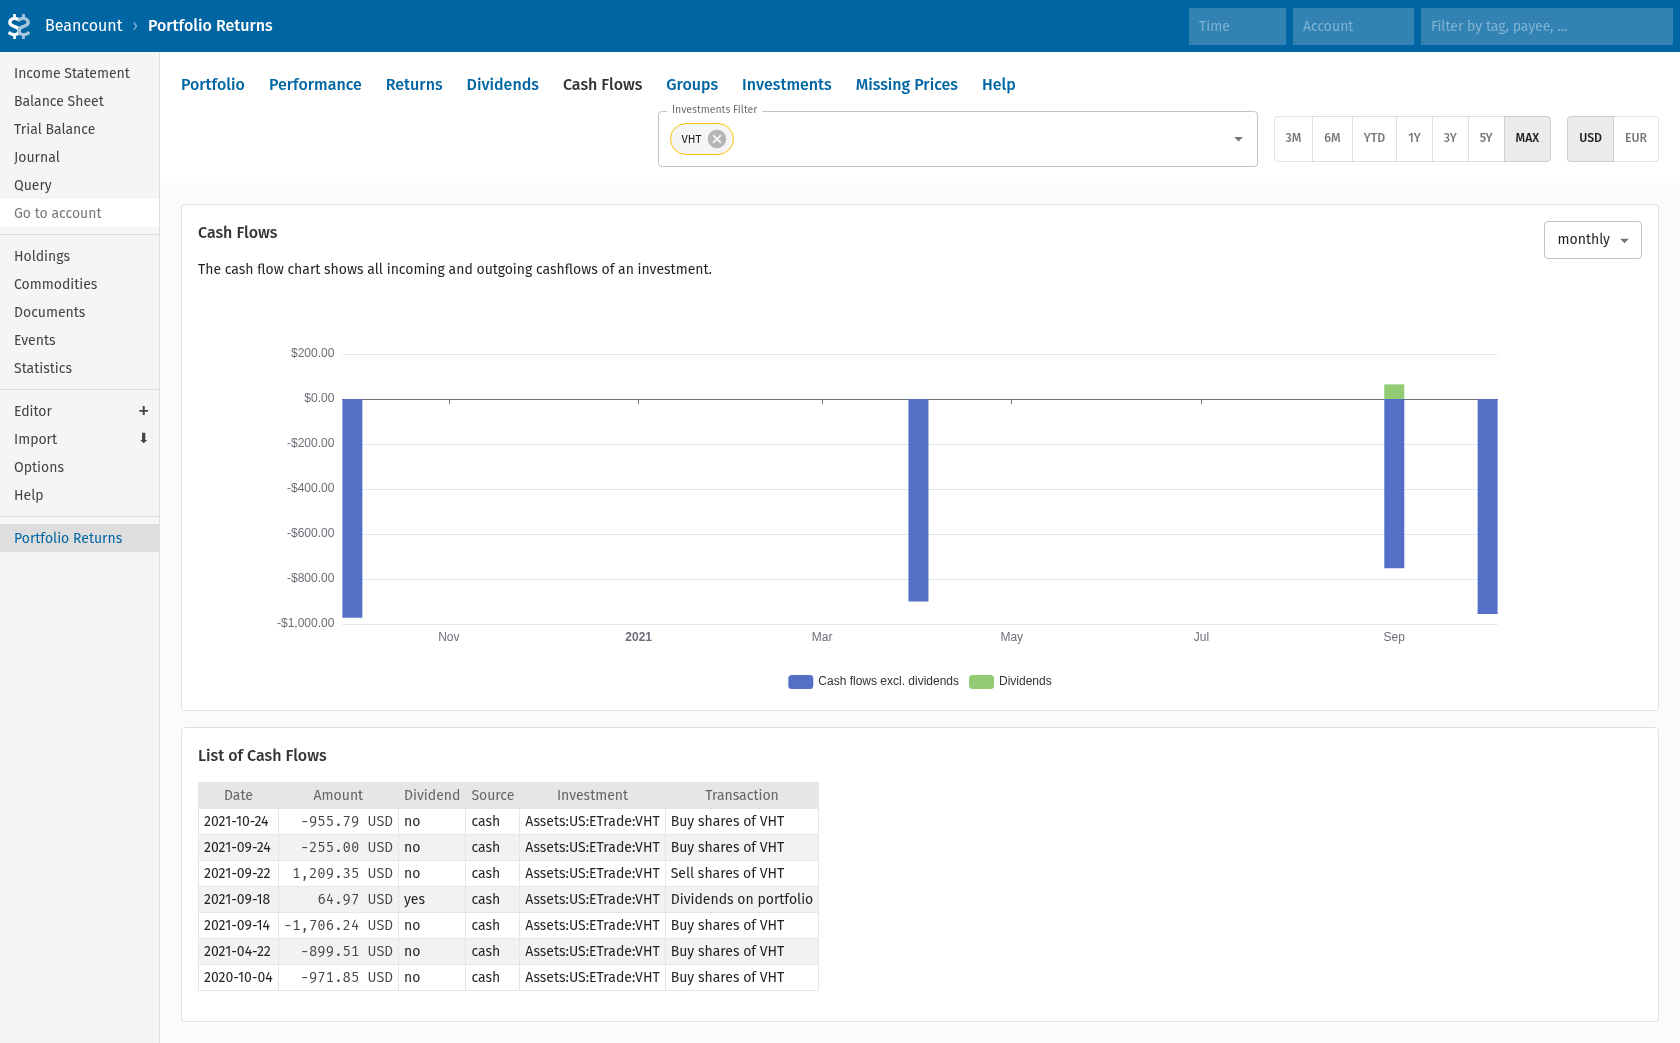 Beancount › Portfolio Returns
Time
Account
Filter by tag, payee, ...
Income Statement
Balance Sheet
Trial Balance
Journal
Query
Go to account
Holdings
Commodities
Documents
Events
Statistics
Editor +
Import ⬇
Options
Help
Portfolio Returns
Portfolio Performance Returns Dividends Cash Flows Groups Investments Missing Prices Help
Investments Filter
VHT
3M 6M YTD 1Y 3Y 5Y MAX
USD EUR
Cash Flows
monthly
The cash flow chart shows all incoming and outgoing cashflows of an investment.
$200.00
$0.00
-$200.00
-$400.00
-$600.00
-$800.00
-$1,000.00
Nov 2021 Mar May Jul Sep
Cash flows excl. dividends Dividends
List of Cash Flows
Date Amount Dividend Source Investment Transaction
2021-10-24 -955.79 USD no cash Assets:US:ETrade:VHT Buy shares of VHT
2021-09-24 -255.00 USD no cash Assets:US:ETrade:VHT Buy shares of VHT
2021-09-22 1,209.35 USD no cash Assets:US:ETrade:VHT Sell shares of VHT
2021-09-18 64.97 USD yes cash Assets:US:ETrade:VHT Dividends on portfolio
2021-09-14 -1,706.24 USD no cash Assets:US:ETrade:VHT Buy shares of VHT
2021-04-22 -899.51 USD no cash Assets:US:ETrade:VHT Buy shares of VHT
2020-10-04 -971.85 USD no cash Assets:US:ETrade:VHT Buy shares of VHT